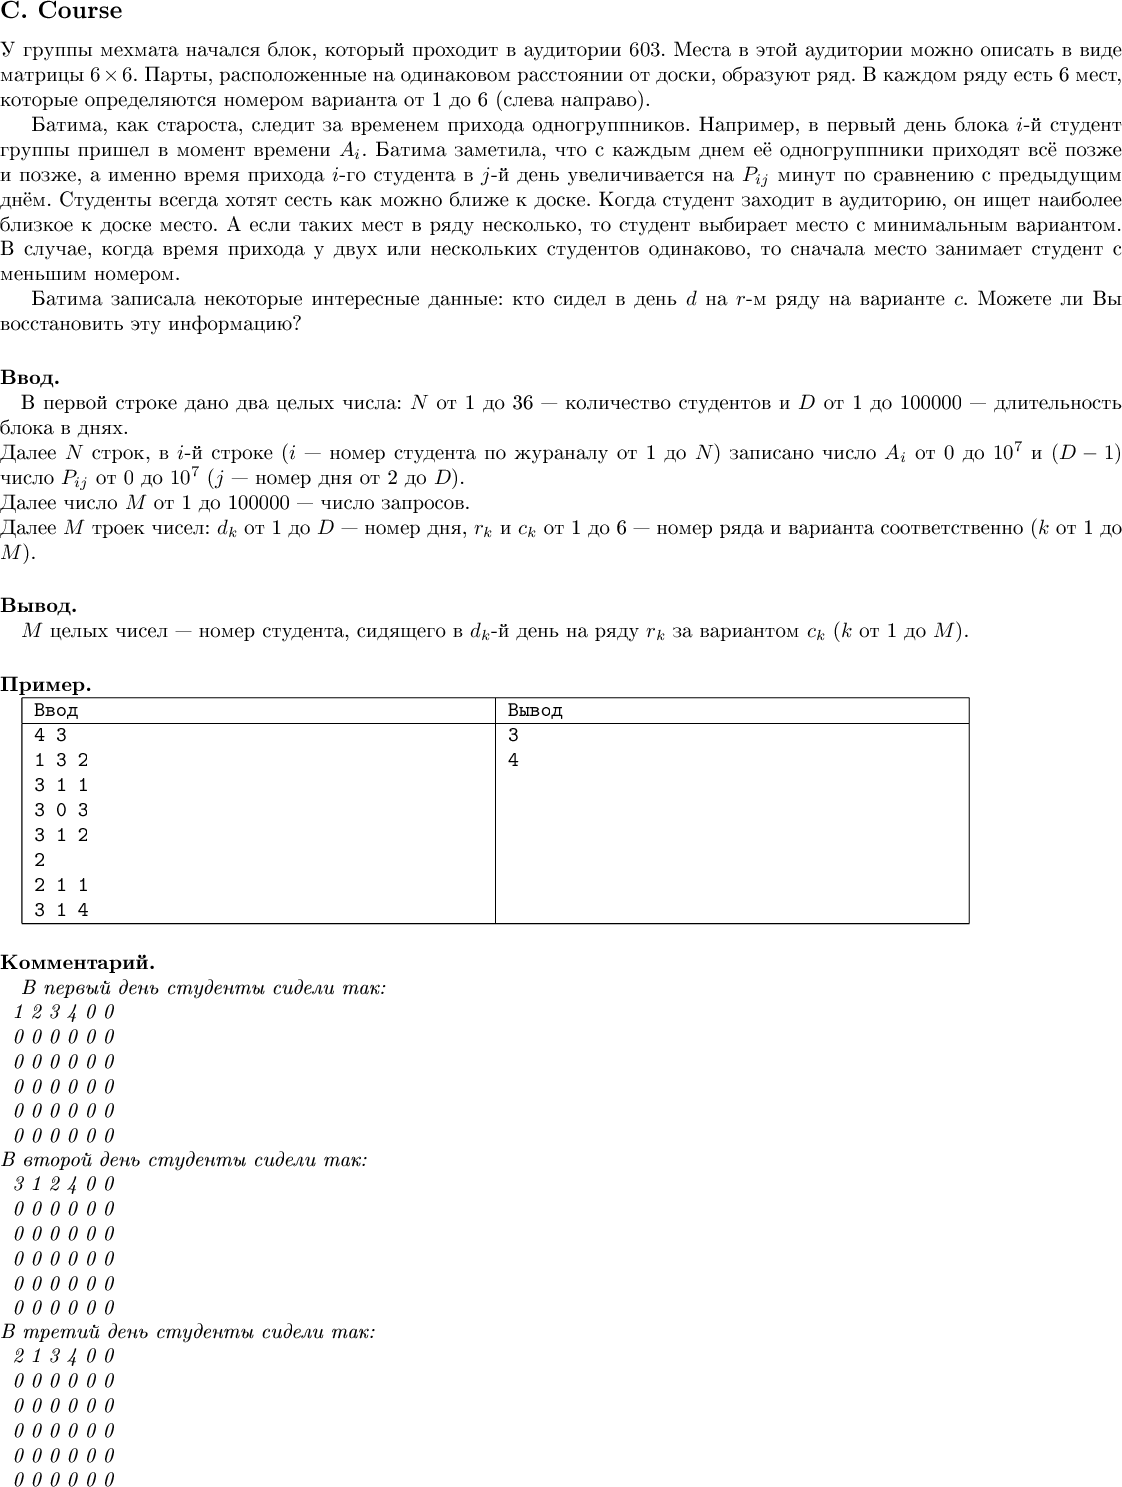 C. Course
У группы мехмата начался блок, который проходит в аудитории 603. Места в этой аудитории можно описать в виде
матрицы 6 × 6. Парты, расположенные на одинаковом расстоянии от доски, образуют ряд. В каждом ряду есть 6 мест,
которые определяются номером варианта от 1 до 6 (слева направо).
Батима, как староста, следит за временем прихода одногруппников. Например, в первый день блока i-й студент
группы пришел в момент времени A_i. Батима заметила, что с каждым днем её одногруппники приходят всё позже
и позже, а именно время прихода i-го студента в j-й день увеличивается на P_{ij} минут по сравнению с предыдущим
днём. Студенты всегда хотят сесть как можно ближе к доске. Когда студент заходит в аудиторию, он ищет наиболее
близкое к доске место. А если таких мест в ряду несколько, то студент выбирает место с минимальным вариантом.
В случае, когда время прихода у двух или нескольких студентов одинаково, то сначала место занимает студент с
меньшим номером.
Батима записала некоторые интересные данные: кто сидел в день d на r-м ряду на варианте c. Можете ли Вы
восстановить эту информацию?
Ввод.
В первой строке дано два целых числа: N от 1 до 36 — количество студентов и D от 1 до 100000 — длительность
блока в днях.
Далее N строк, в i-й строке (i — номер студента по жураналу от 1 до N) записано число A_i от 0 до 10^7 и (D − 1)
число P_{ij} от 0 до 10^7 (j — номер дня от 2 до D).
Далее число M от 1 до 100000 — число запросов.
Далее M троек чисел: d_k от 1 до D — номер дня, r_k и c_k от 1 до 6 — номер ряда и варианта соответственно (k от 1 до
M).
Вывод.
M целых чисел — номер студента, сидящего в d_k-й день на ряду r_k за вариантом c_k (k от 1 до M).
Пример.
Ввод Вывод
4 3 3
1 3 2 4
3 1 1
3 0 3
3 1 2
2
2 1 1
3 1 4
Комментарий.
В первый день студенты сидели так:
1 2 3 4 0 0
0 0 0 0 0 0
0 0 0 0 0 0
0 0 0 0 0 0
0 0 0 0 0 0
0 0 0 0 0 0
В второй день студенты сидели так:
3 1 2 4 0 0
0 0 0 0 0 0
0 0 0 0 0 0
0 0 0 0 0 0
0 0 0 0 0 0
0 0 0 0 0 0
В третий день студенты сидели так:
2 1 3 4 0 0
0 0 0 0 0 0
0 0 0 0 0 0
0 0 0 0 0 0
0 0 0 0 0 0
0 0 0 0 0 0